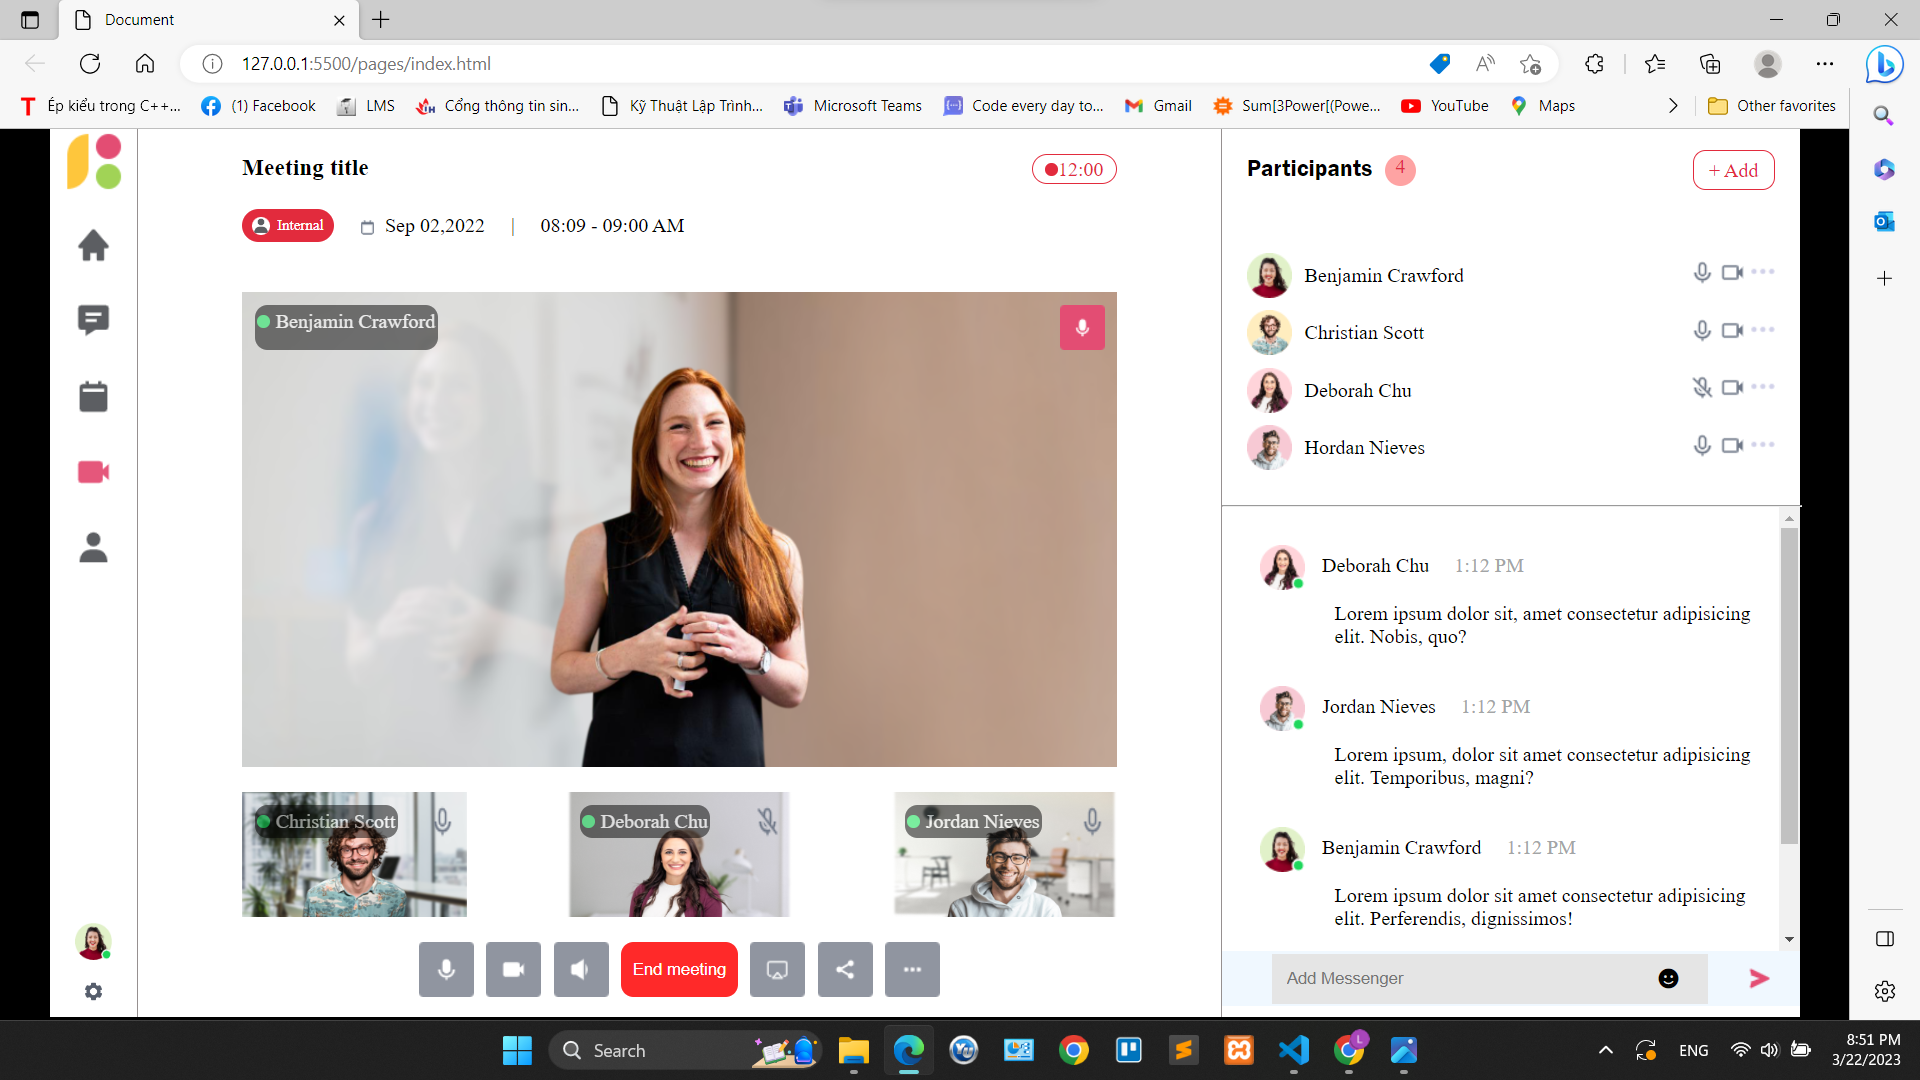 Document
127.0.0.1:5500/pages/index.html
Ép kiểu trong C++...
(1) Facebook
LMS
Cổng thông tin sin...
Kỹ Thuật Lập Trình...
Microsoft Teams
Code every day to...
Gmail
Sum[3Power[(Powe...
YouTube
Maps
Other favorites
Meeting title
12:00
Internal
Sep 02,2022 | 08:09 - 09:00 AM
Benjamin Crawford
Christian Scott
Deborah Chu
Jordan Nieves
End meeting
Participants 4
+ Add
Benjamin Crawford
Christian Scott
Deborah Chu
Hordan Nieves
Deborah Chu 1:12 PM
Lorem ipsum dolor sit, amet consectetur adipisicing
elit. Nobis, quo?
Jordan Nieves 1:12 PM
Lorem ipsum, dolor sit amet consectetur adipisicing
elit. Temporibus, magni?
Benjamin Crawford 1:12 PM
Lorem ipsum dolor sit amet consectetur adipisicing
elit. Perferendis, dignissimos!
Add Messenger
Search
L
ENG
8:51 PM
3/22/2023